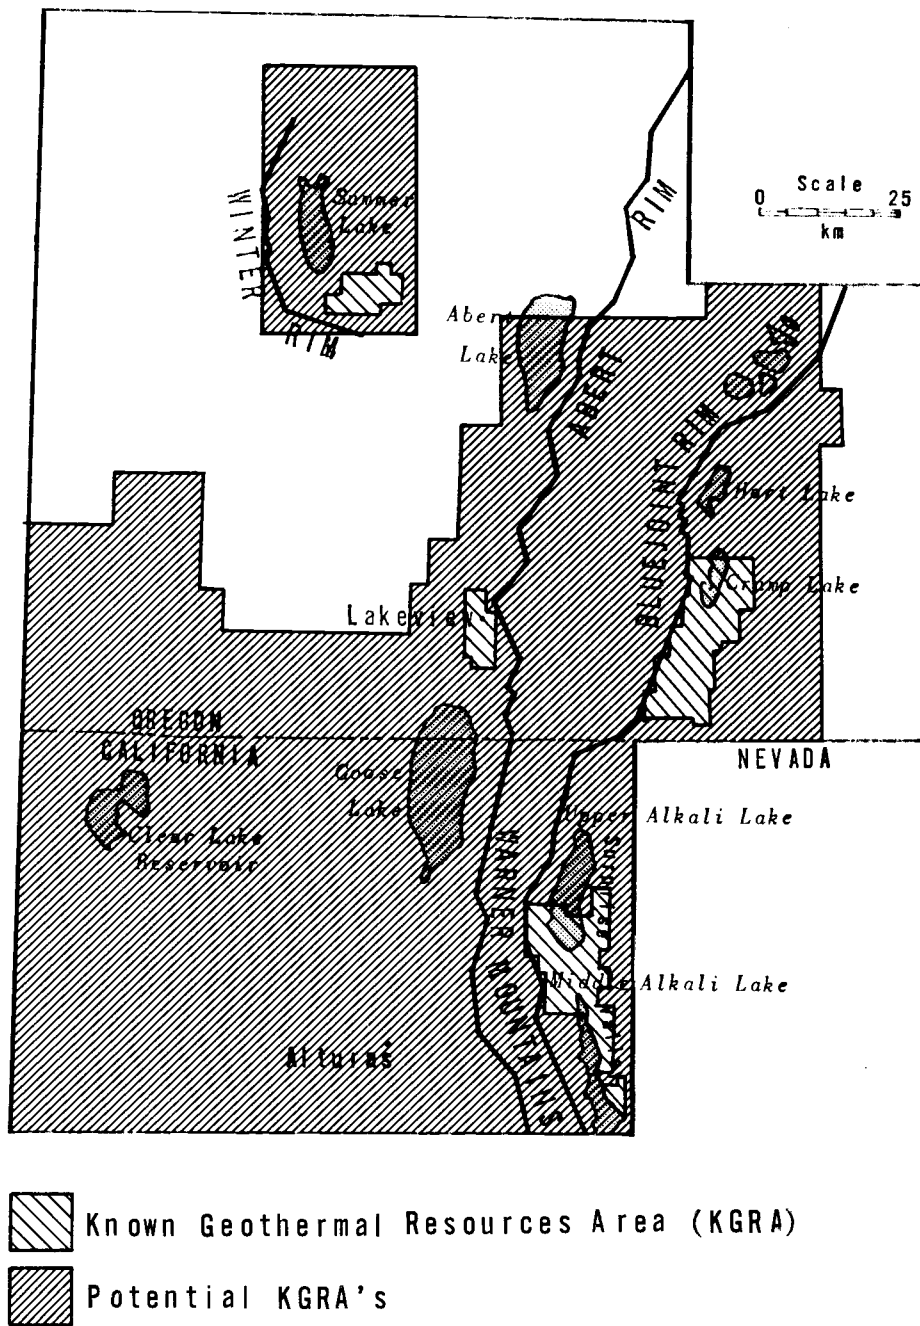 Scale
0 25
km
Summer
Lake
WINTER
RIM
RIM
Abert
Lake
ABERT
BLUEJOINT RIM
Hart Lake
Crump Lake
Lakeview
OREGON
CALIFORNIA
NEVADA
Goose
Lake
Upper Alkali Lake
Clear Lake
Reservoir
Surprise Valley
WARNER MOUNTAINS
Middle Alkali Lake
Alturas
Known Geothermal Resources Area (KGRA)
Potential KGRA's